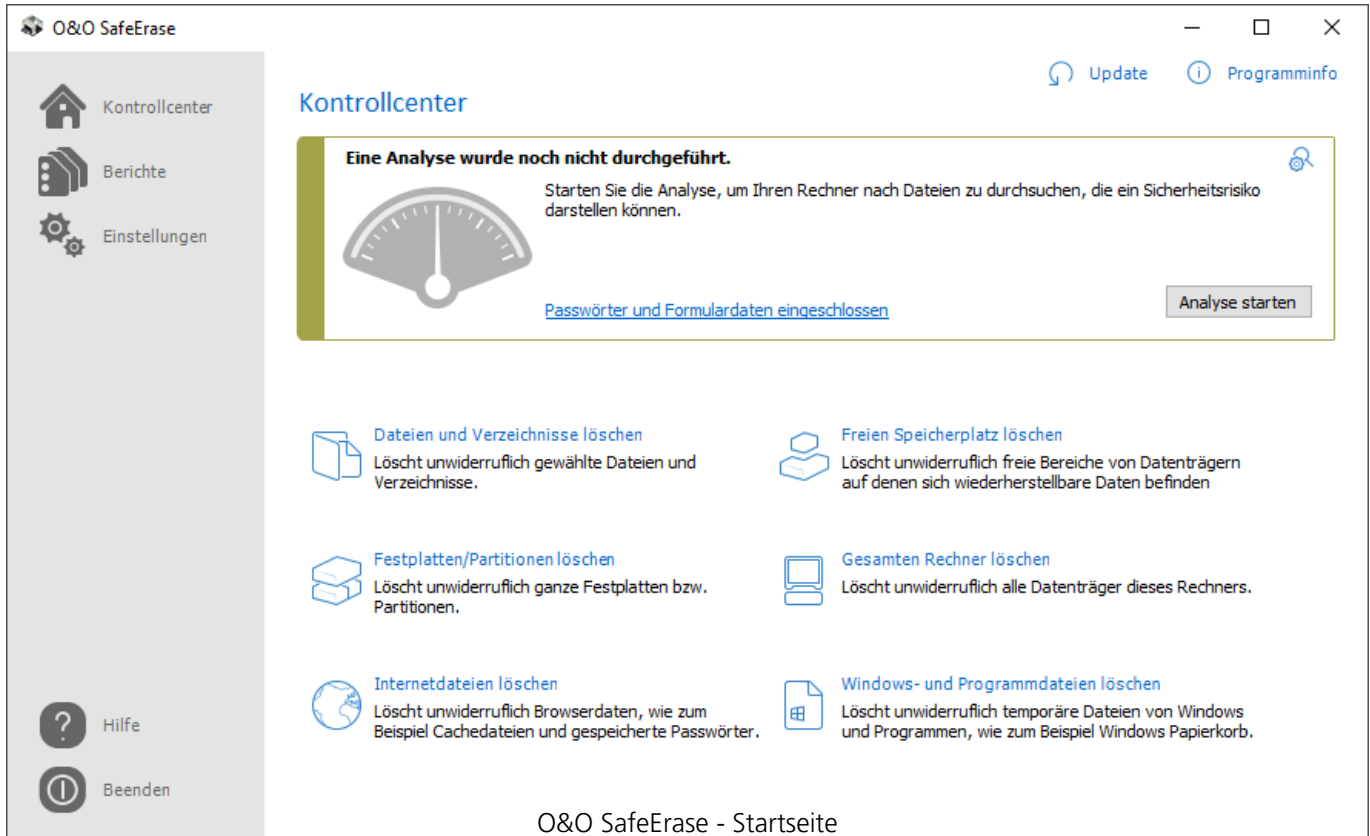 O&O SafeErase
Update
Programminfo
Kontrollcenter
Berichte
Einstellungen
Hilfe
Beenden
Kontrollcenter
Eine Analyse wurde noch nicht durchgeführt.
Starten Sie die Analyse, um Ihren Rechner nach Dateien zu durchsuchen, die ein Sicherheitsrisiko
darstellen können.
Passwörter und Formulardaten eingeschlossen
Analyse starten
Dateien und Verzeichnisse löschen
Löscht unwiderruflich gewählte Dateien und
Verzeichnisse.
Freien Speicherplatz löschen
Löscht unwiderruflich freie Bereiche von Datenträgern
auf denen sich wiederherstellbare Daten befinden
Festplatten/Partitionen löschen
Löscht unwiderruflich ganze Festplatten bzw.
Partitionen.
Gesamten Rechner löschen
Löscht unwiderruflich alle Datenträger dieses Rechners.
Internetdateien löschen
Löscht unwiderruflich Browserdaten, wie zum
Beispiel Cachedateien und gespeicherte Passwörter.
Windows- und Programmdateien löschen
Löscht unwiderruflich temporäre Dateien von Windows
und Programmen, wie zum Beispiel Windows Papierkorb.
O&O SafeErase - Startseite